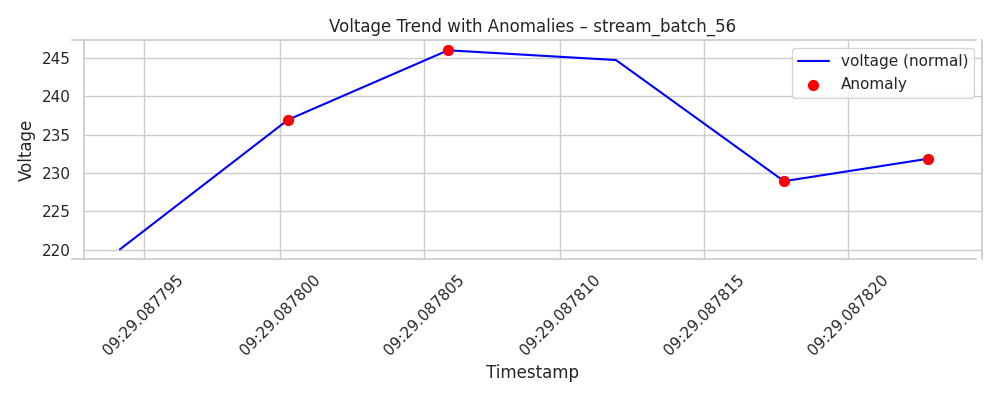 Voltage Trend with Anomalies – stream_batch_56
voltage (normal)
Anomaly
Voltage
245
240
235
230
225
220
09:29.087795
09:29.087800
09:29.087805
09:29.087810
09:29.087815
09:29.087820
Timestamp